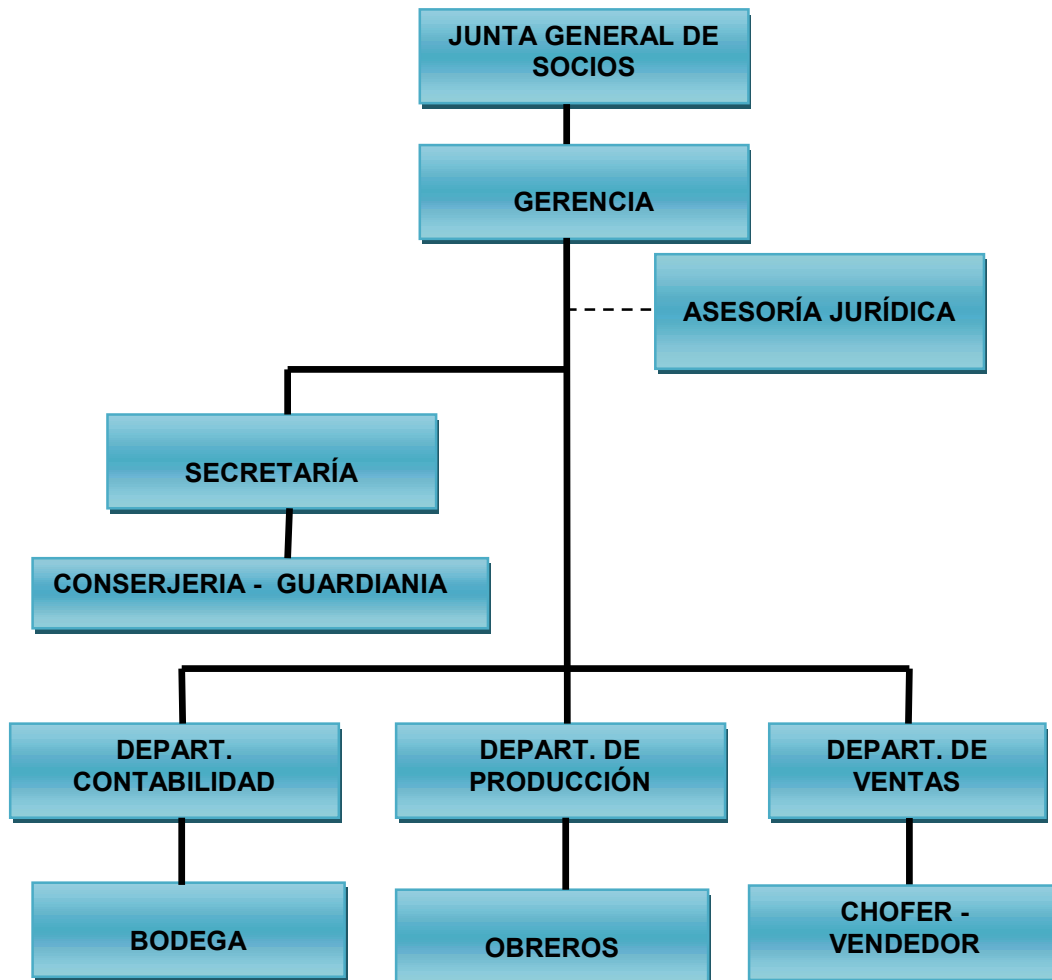 JUNTA GENERAL DE
SOCIOS
GERENCIA
ASESORÍA JURÍDICA
SECRETARÍA
CONSERJERIA - GUARDIANIA
DEPART.
CONTABILIDAD
DEPART. DE
PRODUCCIÓN
DEPART. DE
VENTAS
BODEGA
OBREROS
CHOFER -
VENDEDOR